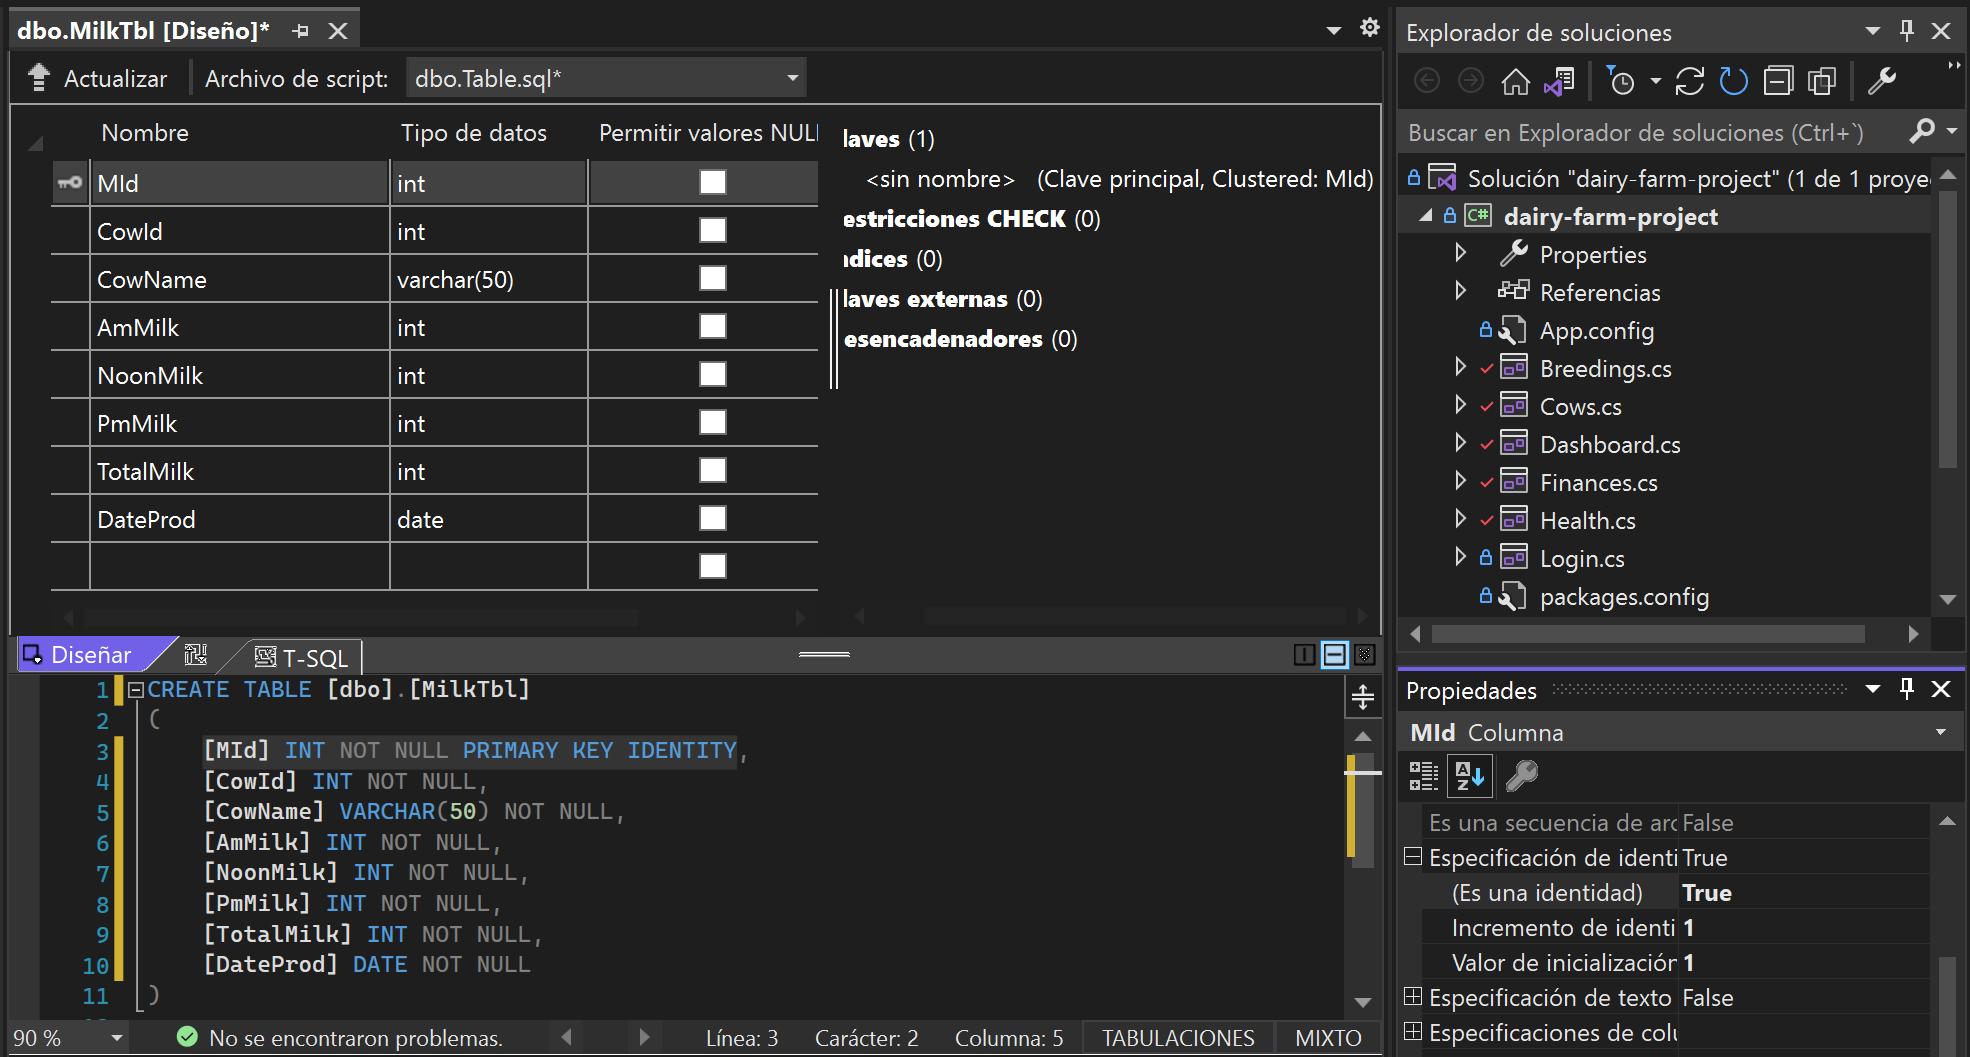 dbo.MilkTbl [Diseño]*
Actualizar
Archivo de script:
dbo.Table.sql*
Nombre Tipo de datos Permitir valores NULL
MId int
CowId int
CowName varchar(50)
AmMilk int
NoonMilk int
PmMilk int
TotalMilk int
DateProd date
laves (1)
<sin nombre> (Clave principal, Clustered: MId)
estricciones CHECK (0)
ndices (0)
laves externas (0)
esencadenadores (0)
Diseñar
T-SQL
1 CREATE TABLE [dbo].[MilkTbl]
2 (
3 [MId] INT NOT NULL PRIMARY KEY IDENTITY,
4 [CowId] INT NOT NULL,
5 [CowName] VARCHAR(50) NOT NULL,
6 [AmMilk] INT NOT NULL,
7 [NoonMilk] INT NOT NULL,
8 [PmMilk] INT NOT NULL,
9 [TotalMilk] INT NOT NULL,
10 [DateProd] DATE NOT NULL
11 )
90 % No se encontraron problemas. Línea: 3 Carácter: 2 Columna: 5 TABULACIONES MIXTO
Explorador de soluciones
Buscar en Explorador de soluciones (Ctrl+`)
Solución "dairy-farm-project" (1 de 1 proye
C# dairy-farm-project
Properties
Referencias
App.config
Breedings.cs
Cows.cs
Dashboard.cs
Finances.cs
Health.cs
Login.cs
packages.config
Propiedades
MId Columna
Es una secuencia de arc False
Especificación de identi True
(Es una identidad) True
Incremento de identi 1
Valor de inicialización 1
Especificación de texto False
Especificaciones de colu